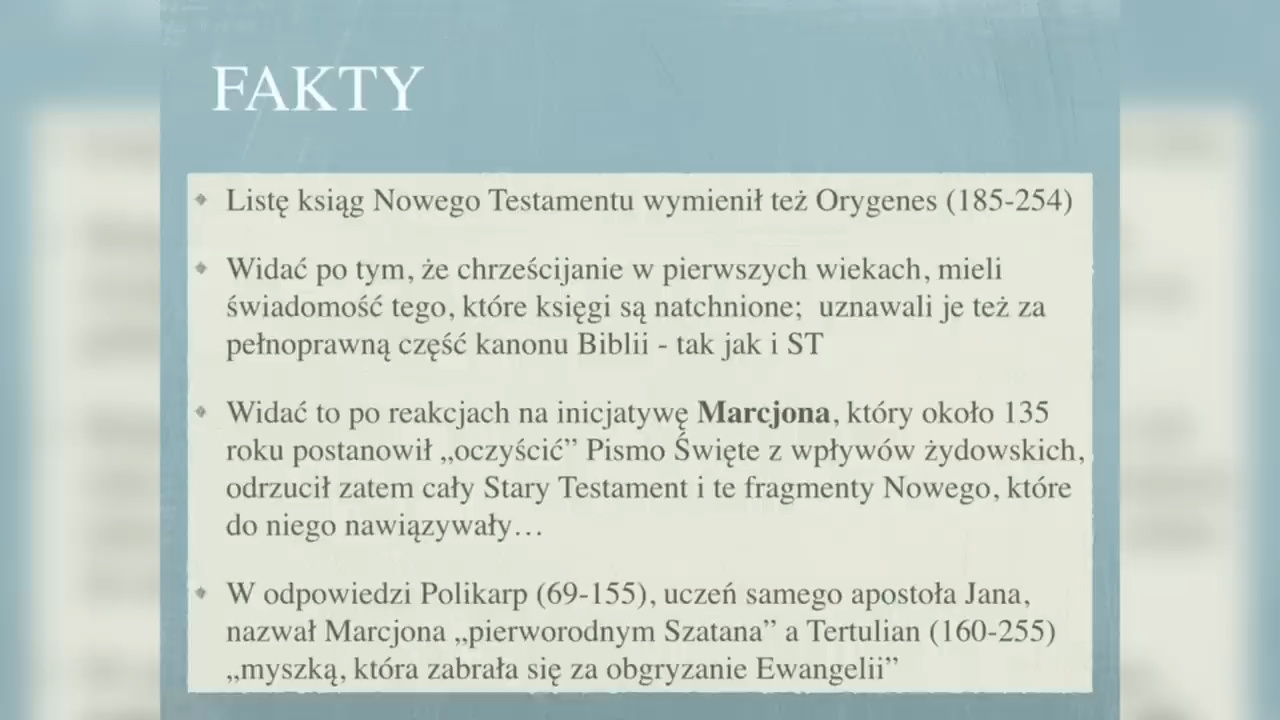 FAKTY
Listę ksiąg Nowego Testamentu wymienił też Orygenes (185-254)
Widać po tym, że chrześcijanie w pierwszych wiekach, mieli
świadomość tego, które księgi są natchnione;  uznawali je też za
pełnoprawną część kanonu Biblii - tak jak i ST
Widać to po reakcjach na inicjatywę Marcjona, który około 135
roku postanowił „oczyścić” Pismo Święte z wpływów żydowskich,
odrzucił zatem cały Stary Testament i te fragmenty Nowego, które
do niego nawiązywały…
W odpowiedzi Polikarp (69-155), uczeń samego apostoła Jana,
nazwał Marcjona „pierworodnym Szatana” a Tertulian (160-255)
„myszką, która zabrała się za obgryzanie Ewangelii”